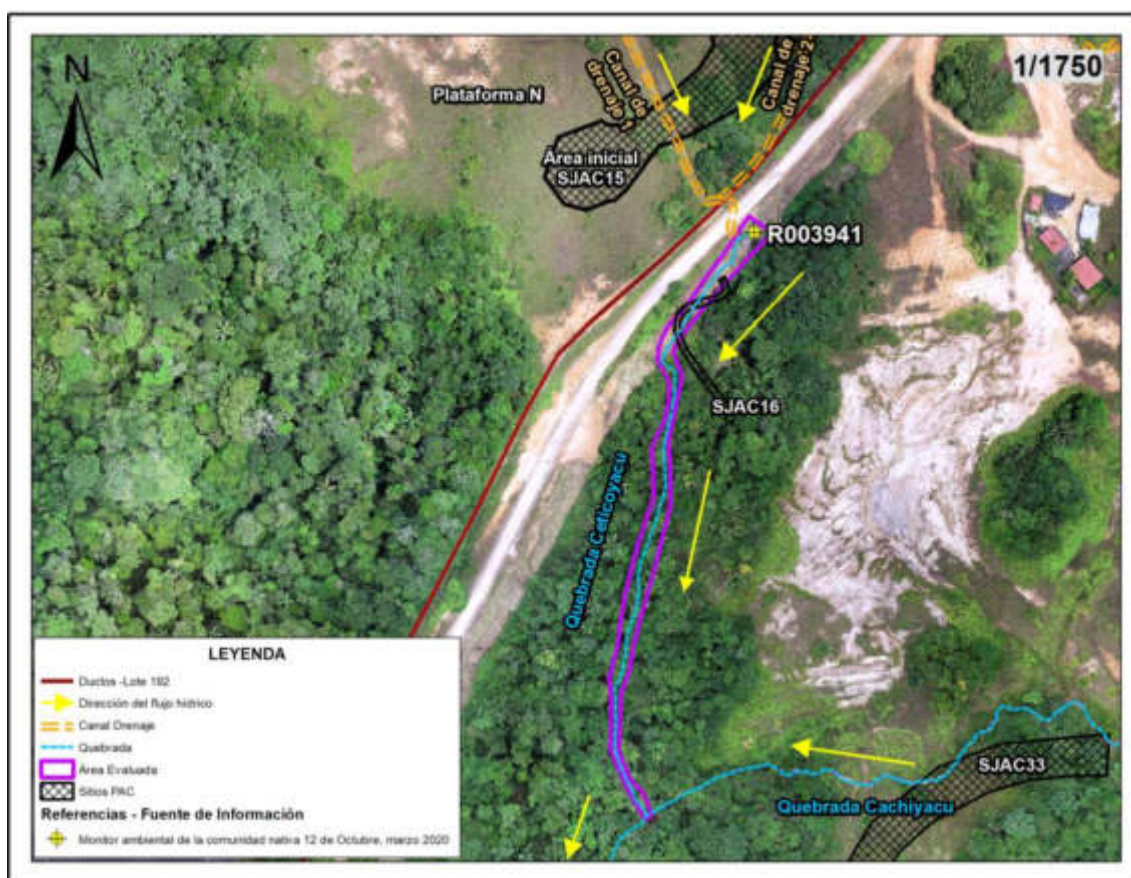 N
1/1750
Plataforma N
Canal de
drenaje 1
Canal de
drenaje 2
Área inicial
SJAC15
R003941
SJAC16
Quebrada Ceticoyacu
SJAC33
Quebrada Cachiyacu
LEYENDA
Ductos -Lote 192
Dirección del flujo hídrico
Canal Drenaje
Quebrada
Área Evaluada
Sitios PAC
Referencias - Fuente de Información
Monitor ambiental de la comunidad nativa 12 de Octubre, marzo 2020